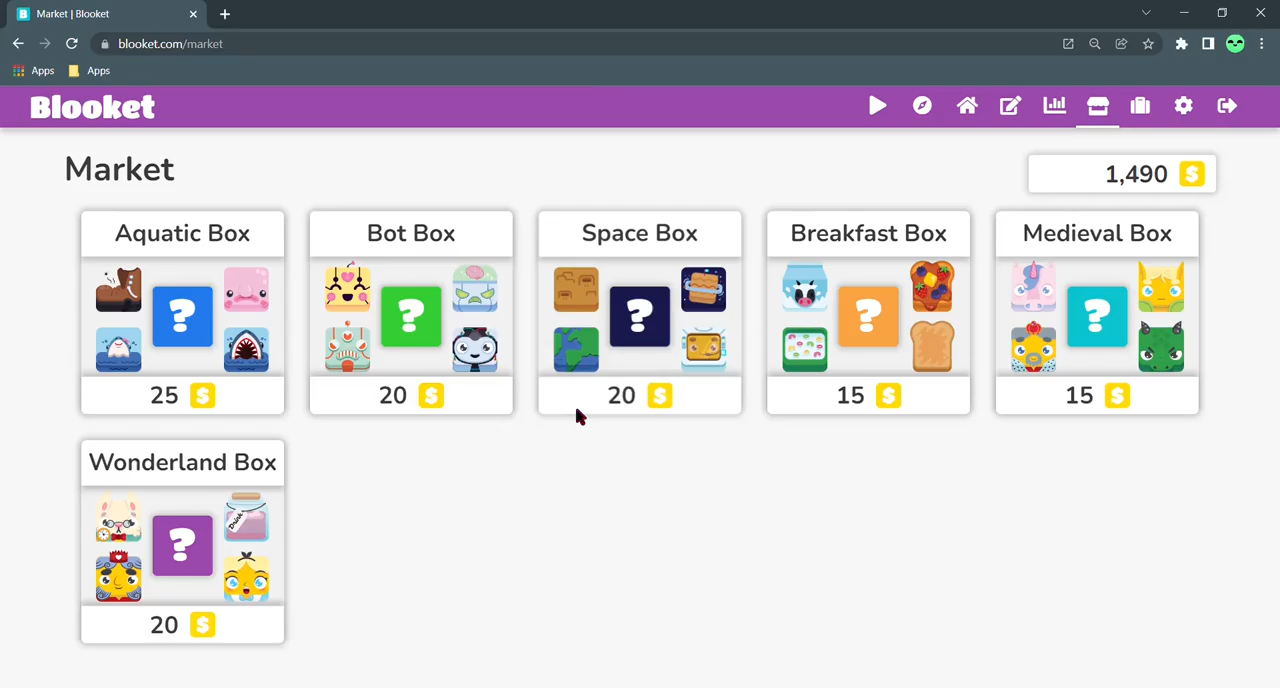 Market | Blooket
blooket.com/market
Apps
Apps
Blooket
Market
1,490 $
Aquatic Box
Bot Box
Space Box
Breakfast Box
Medieval Box
?
?
?
?
?
25 $
20 $
20 $
15 $
15 $
Wonderland Box
Drink
?
20 $